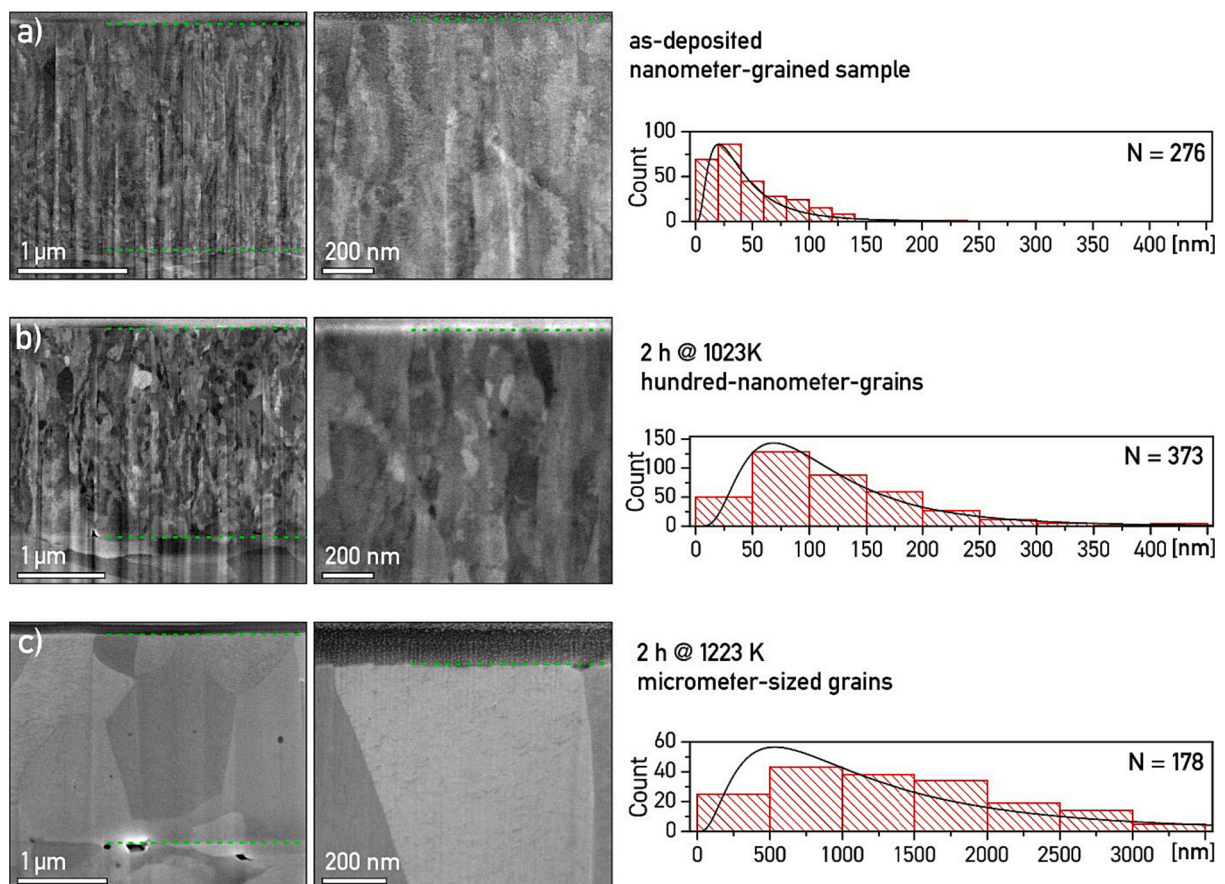 a)
1 µm
200 nm
as-deposited
nanometer-grained sample
Count
100
50
0
N = 276
0 50 100 150 200 250 300 350 400 [nm]
b)
1 µm
200 nm
2 h @ 1023K
hundred-nanometer-grains
Count
150
100
50
0
N = 373
0 50 100 150 200 250 300 350 400 [nm]
c)
1 µm
200 nm
2 h @ 1223 K
micrometer-sized grains
Count
60
40
20
0
N = 178
0 500 1000 1500 2000 2500 3000 [nm]